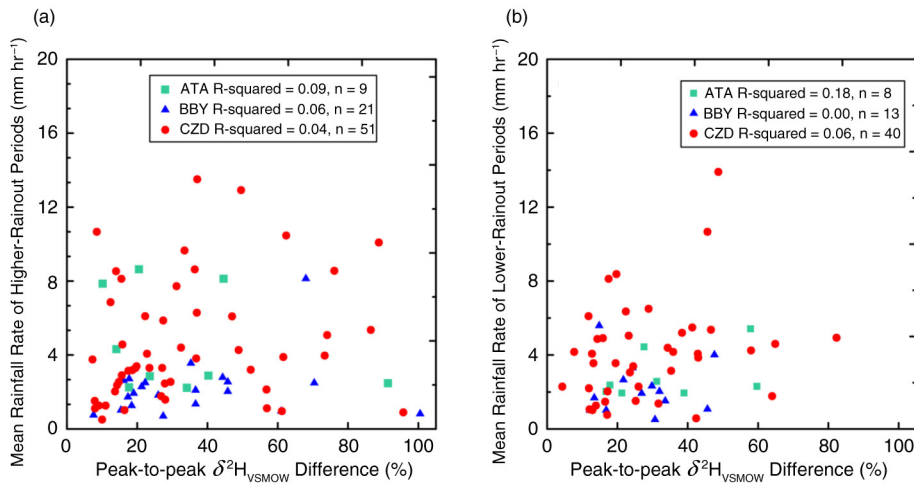 (a)
Mean Rainfall Rate of Higher-Rainout Periods (mm hr⁻¹)
20
16
12
8
4
0
ATA R-squared = 0.09, n = 9
BBY R-squared = 0.06, n = 21
CZD R-squared = 0.04, n = 51
0 20 40 60 80 100
Peak-to-peak δ²H_VSMOW Difference (%)
(b)
Mean Rainfall Rate of Lower-Rainout Periods (mm hr⁻¹)
20
16
12
8
4
0
ATA R-squared = 0.18, n = 8
BBY R-squared = 0.00, n = 13
CZD R-squared = 0.06, n = 40
0 20 40 60 80 100
Peak-to-peak δ²H_VSMOW Difference (%)